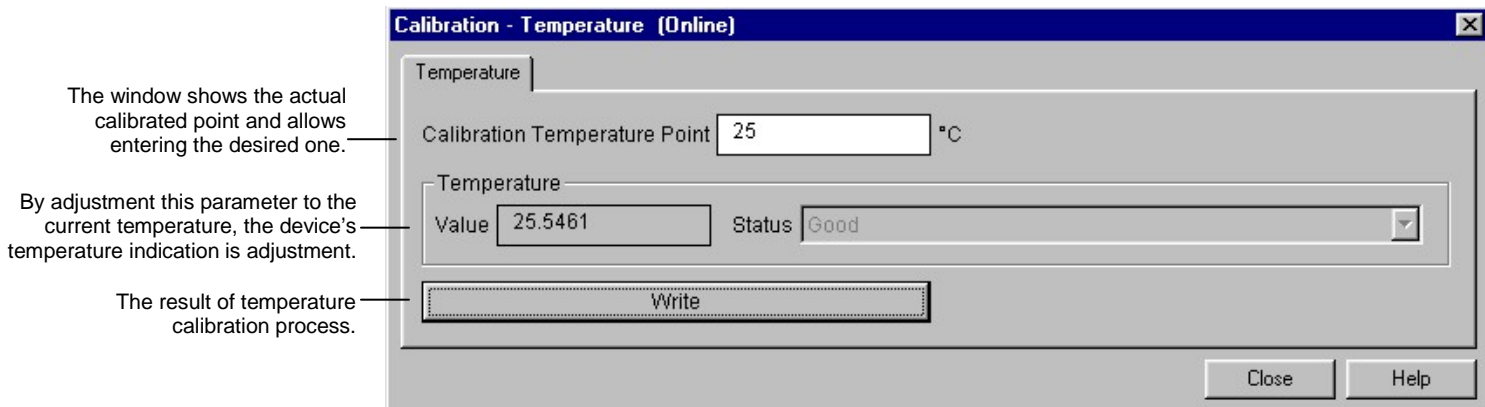 Calibration - Temperature (Online)
Temperature
The window shows the actual
calibrated point and allows
entering the desired one.
Calibration Temperature Point 25 °C
Temperature
By adjustment this parameter to the
current temperature, the device's
temperature indication is adjustment.
Value 25.5461 Status Good
The result of temperature
calibration process.
Write
Close Help